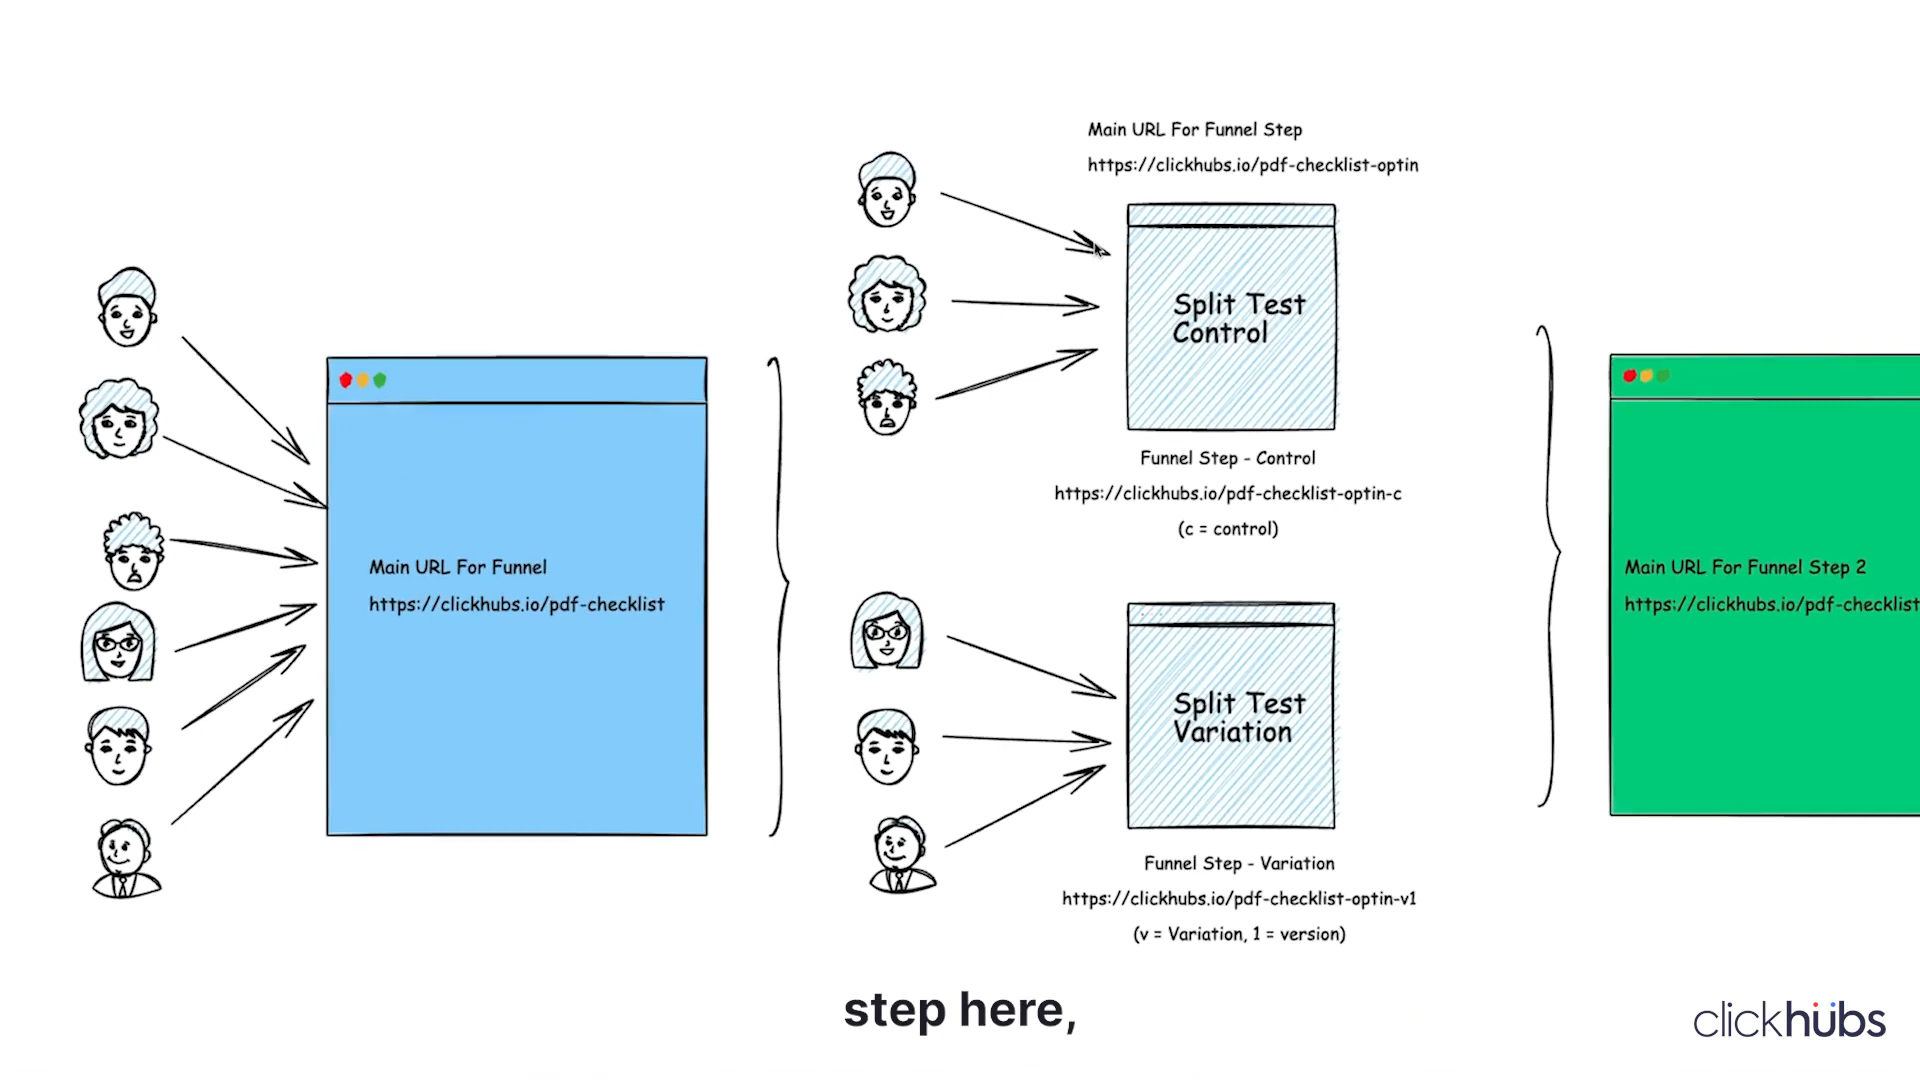 Main URL For Funnel
https://clickhubs.io/pdf-checklist
Main URL For Funnel Step
https://clickhubs.io/pdf-checklist-optin
Split Test
Control
Funnel Step - Control
https://clickhubs.io/pdf-checklist-optin-c
(c = control)
Split Test
Variation
Funnel Step - Variation
https://clickhubs.io/pdf-checklist-optin-v1
(v = Variation, 1 = version)
Main URL For Funnel Step 2
https://clickhubs.io/pdf-checklist
step here,
clickhubs